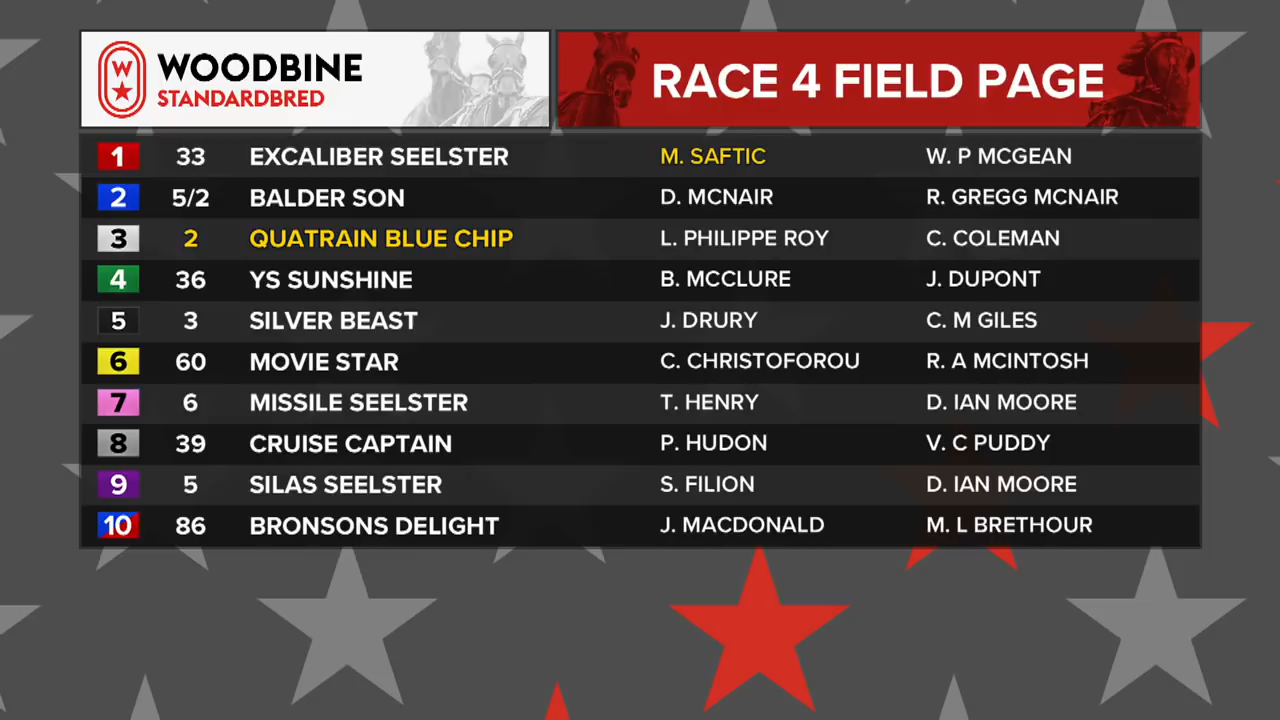 W
WOODBINE
STANDARDBRED
RACE 4 FIELD PAGE
1 33 EXCALIBER SEELSTER M. SAFTIC W. P MCGEAN
2 5/2 BALDER SON D. MCNAIR R. GREGG MCNAIR
3 2 QUATRAIN BLUE CHIP L. PHILIPPE ROY C. COLEMAN
4 36 YS SUNSHINE B. MCCLURE J. DUPONT
5 3 SILVER BEAST J. DRURY C. M GILES
6 60 MOVIE STAR C. CHRISTOFOROU R. A MCINTOSH
7 6 MISSILE SEELSTER T. HENRY D. IAN MOORE
8 39 CRUISE CAPTAIN P. HUDON V. C PUDDY
9 5 SILAS SEELSTER S. FILION D. IAN MOORE
10 86 BRONSONS DELIGHT J. MACDONALD M. L BRETHOUR